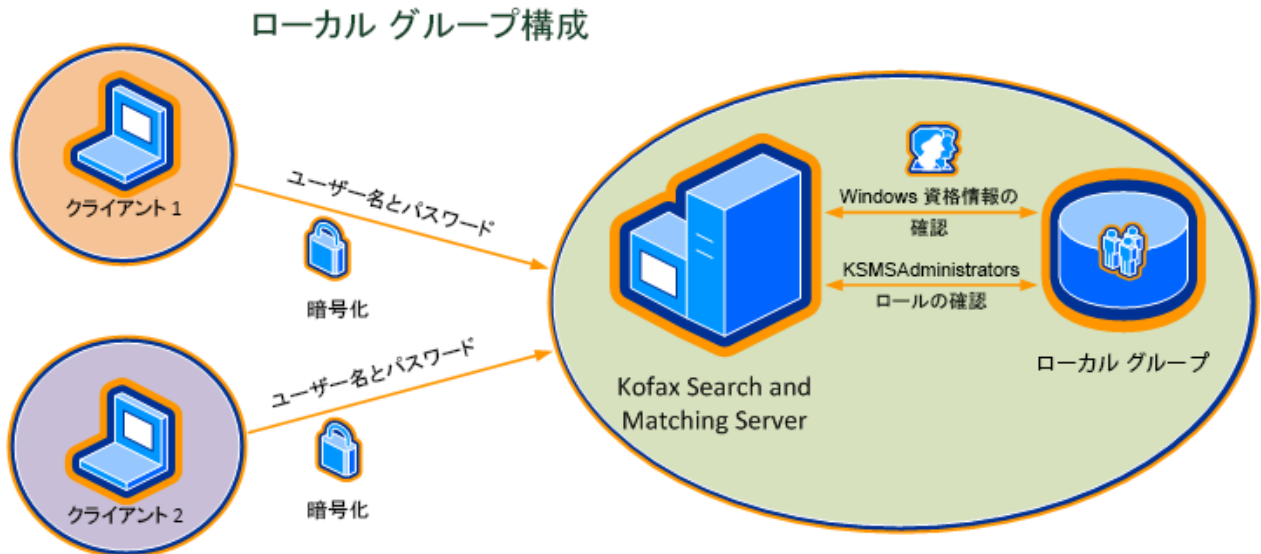 ローカル グループ構成
クライアント 1
ユーザー名とパスワード
暗号化
クライアント 2
ユーザー名とパスワード
暗号化
Kofax Search and
Matching Server
Windows 資格情報の
確認
KSMSAdministrators
ロールの確認
ローカル グループ